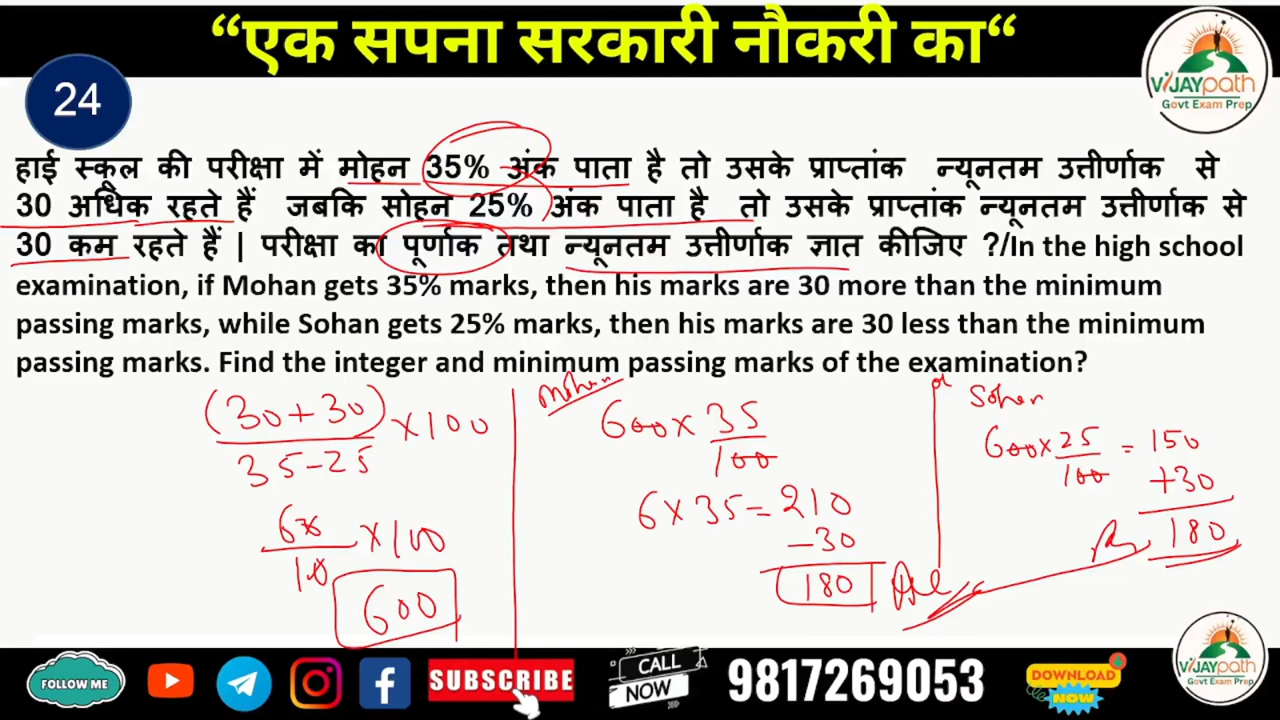 “एक सपना सरकारी नौकरी का“
VIJAYpath
Govt Exam Prep
24
हाई स्कूल की परीक्षा में मोहन 35% अंक पाता है तो उसके प्राप्तांक न्यूनतम उत्तीर्णाक से
30 अधिक रहते हैं जबकि सोहन 25% अंक पाता है तो उसके प्राप्तांक न्यूनतम उत्तीर्णाक से
30 कम रहते हैं | परीक्षा का पूर्णाक तथा न्यूनतम उत्तीर्णाक ज्ञात कीजिए ?/In the high school
examination, if Mohan gets 35% marks, then his marks are 30 more than the minimum
passing marks, while Sohan gets 25% marks, then his marks are 30 less than the minimum
passing marks. Find the integer and minimum passing marks of the examination?
(30+30)
35-25
×100
60
10
×100
600
Mohan
600×35
100
6×35=210
-30
180
Sohan
600×25
100
=150
+30
180
VIJAYpath
Govt Exam Prep
FOLLOW ME
SUBSCRIBE
CALL
NOW
9817269053
DOWNLOAD
NOW